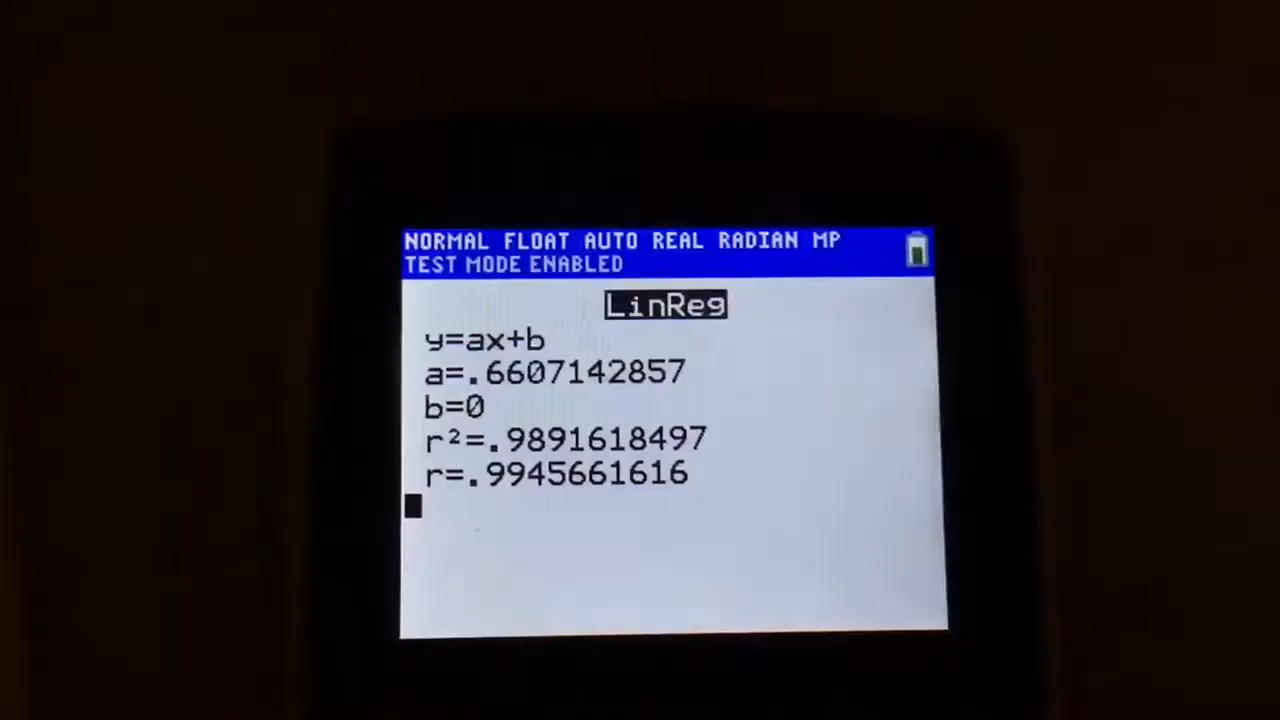 NORMAL FLOAT AUTO REAL RADIAN MP
TEST MODE ENABLED
LinReg
y=ax+b
a=.6607142857
b=0
r²=.9891618497
r=.9945661616